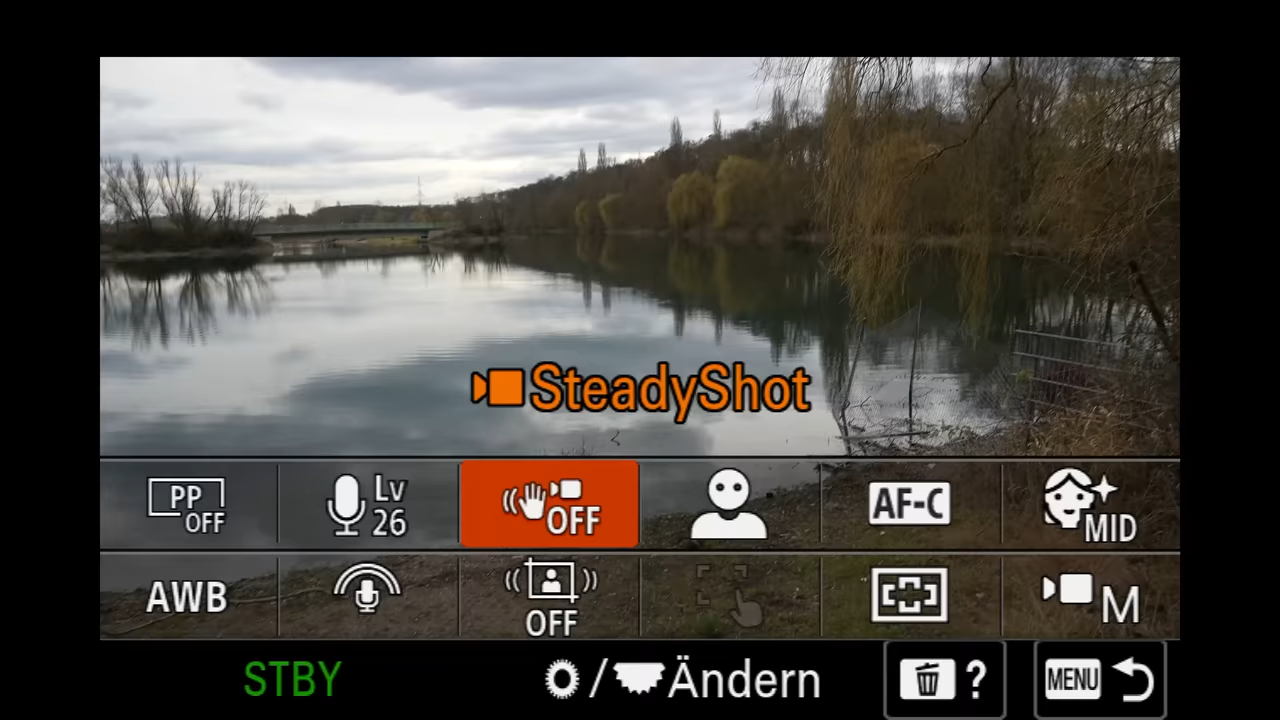 SteadyShot
PP OFF
Lv 26
OFF
AF-C
MID
AWB
OFF
M
STBY
/
Ändern
?
MENU